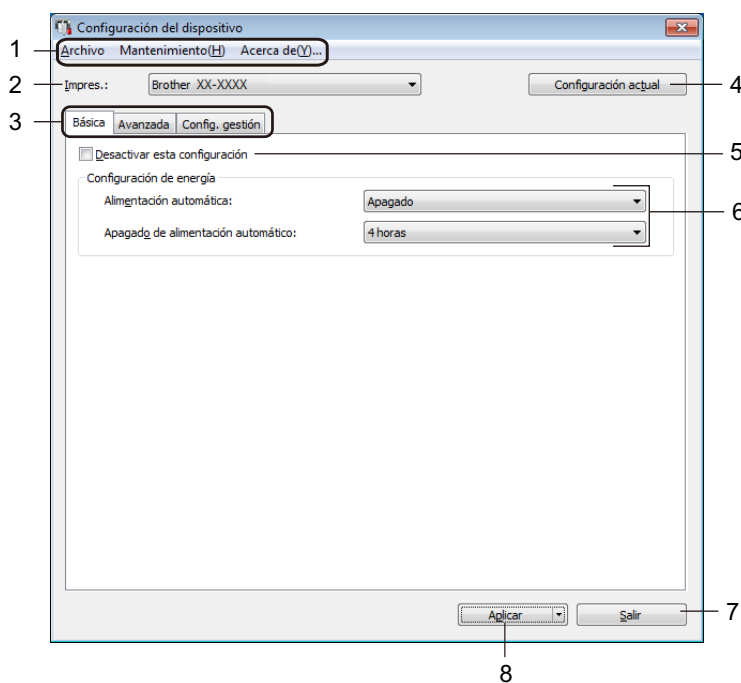 Configuración del dispositivo
1 Archivo Mantenimiento(H) Acerca de(Y)...
2 Impres.: Brother XX-XXXX Configuración actual 4
3 Básica Avanzada Config. gestión
Desactivar esta configuración 5
Configuración de energía
Alimentación automática: Apagado 6
Apagado de alimentación automático: 4 horas
Aplicar Salir 7
8